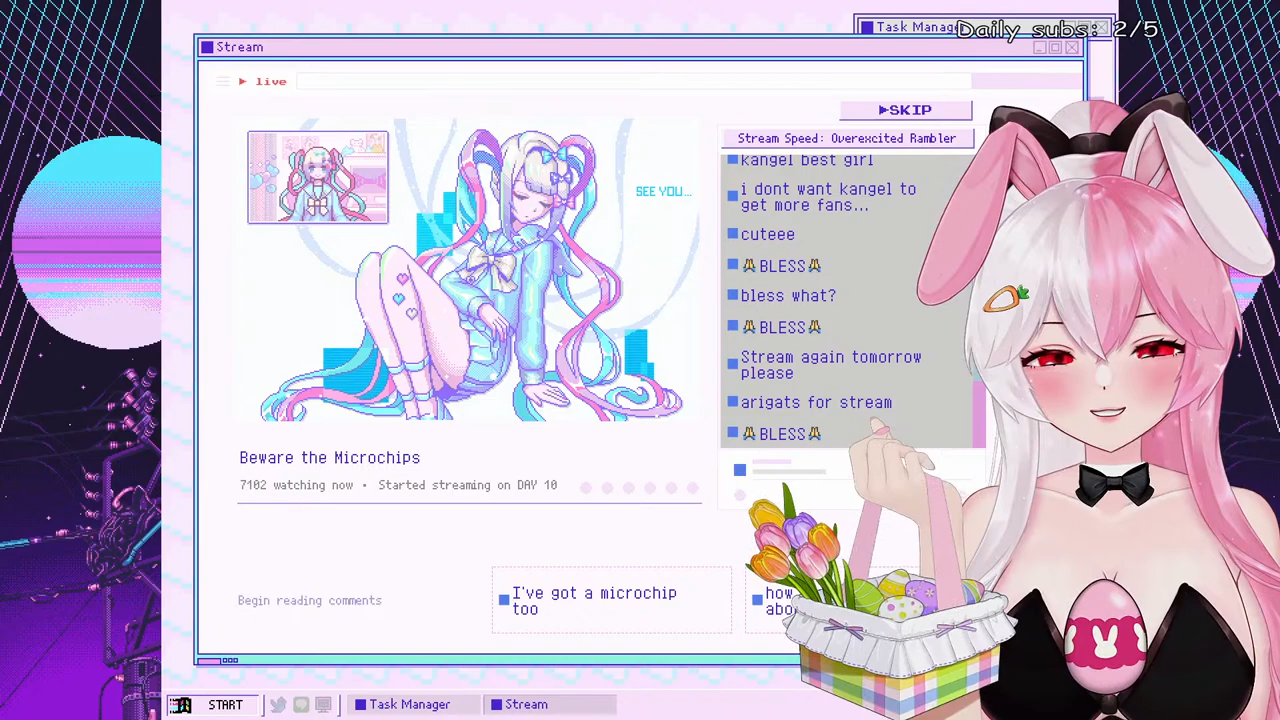 Task Manage
Daily subs: 2/5
Stream
live
▶SKIP
Stream Speed: Overexcited Rambler
kangel best girl
i dont want kangel to
get more fans...
cuteee
🙏BLESS🙏
bless what?
🙏BLESS🙏
Stream again tomorrow
please
arigats for stream
🙏BLESS🙏
SEE YOU...
Beware the Microchips
7102 watching now • Started streaming on DAY 10
Begin reading comments
I've got a microchip
too
how
abo
START
Task Manager
Stream